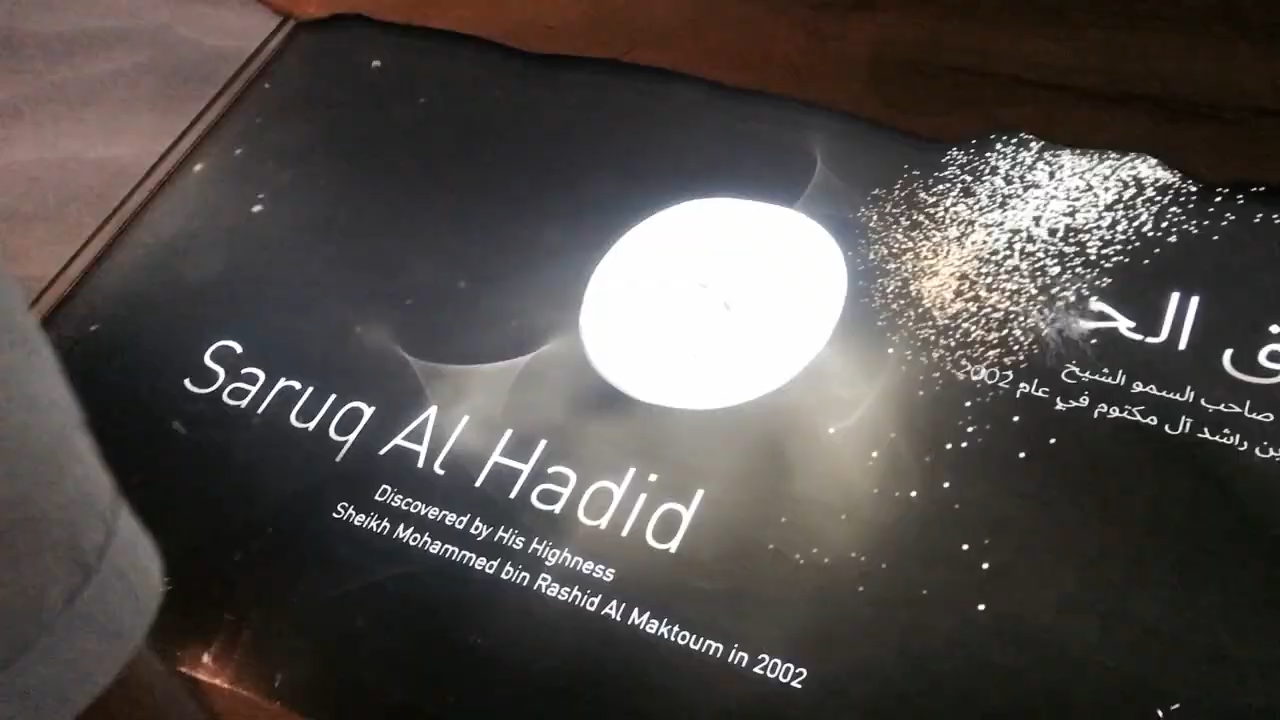 Saruq Al Hadid
Discovered by His Highness
Sheikh Mohammed bin Rashid Al Maktoum in 2002
صاحب السمو الشيخ
راشد آل مكتوم في عام 2002